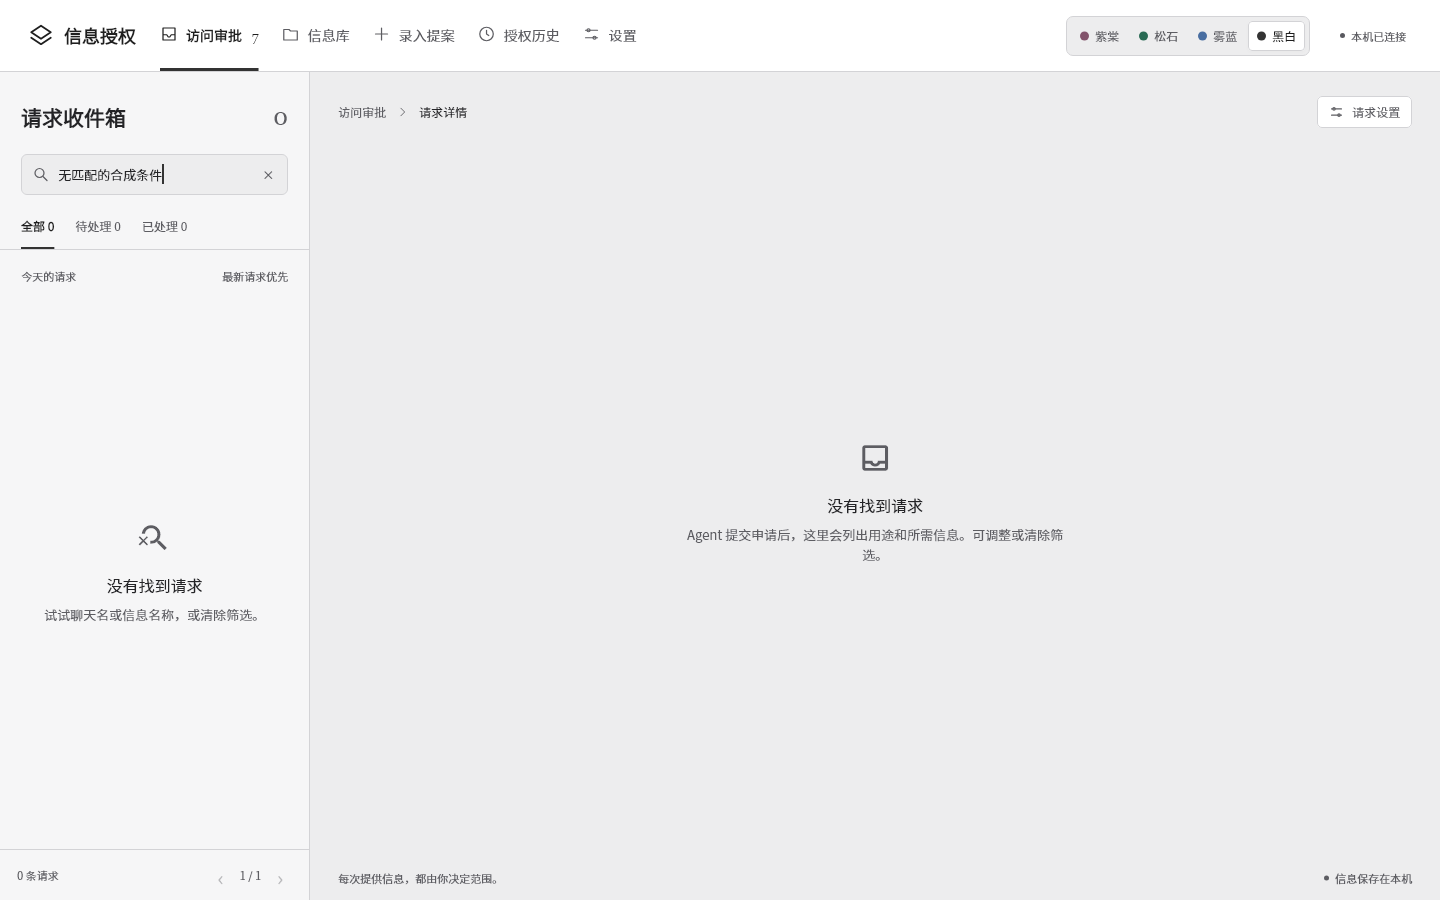 信息授权
访问审批 7
信息库
录入提案
授权历史
设置
紫棠
松石
雾蓝
黑白
本机已连接
请求收件箱 0
无匹配的合成条件
全部 0 待处理 0 已处理 0
今天的请求 最新请求优先
没有找到请求
试试聊天名或信息名称，或清除筛选。
0 条请求 1 / 1
访问审批 请求详情
请求设置
没有找到请求
Agent 提交申请后，这里会列出用途和所需信息。可调整或清除筛
选。
每次提供信息，都由你决定范围。
信息保存在本机